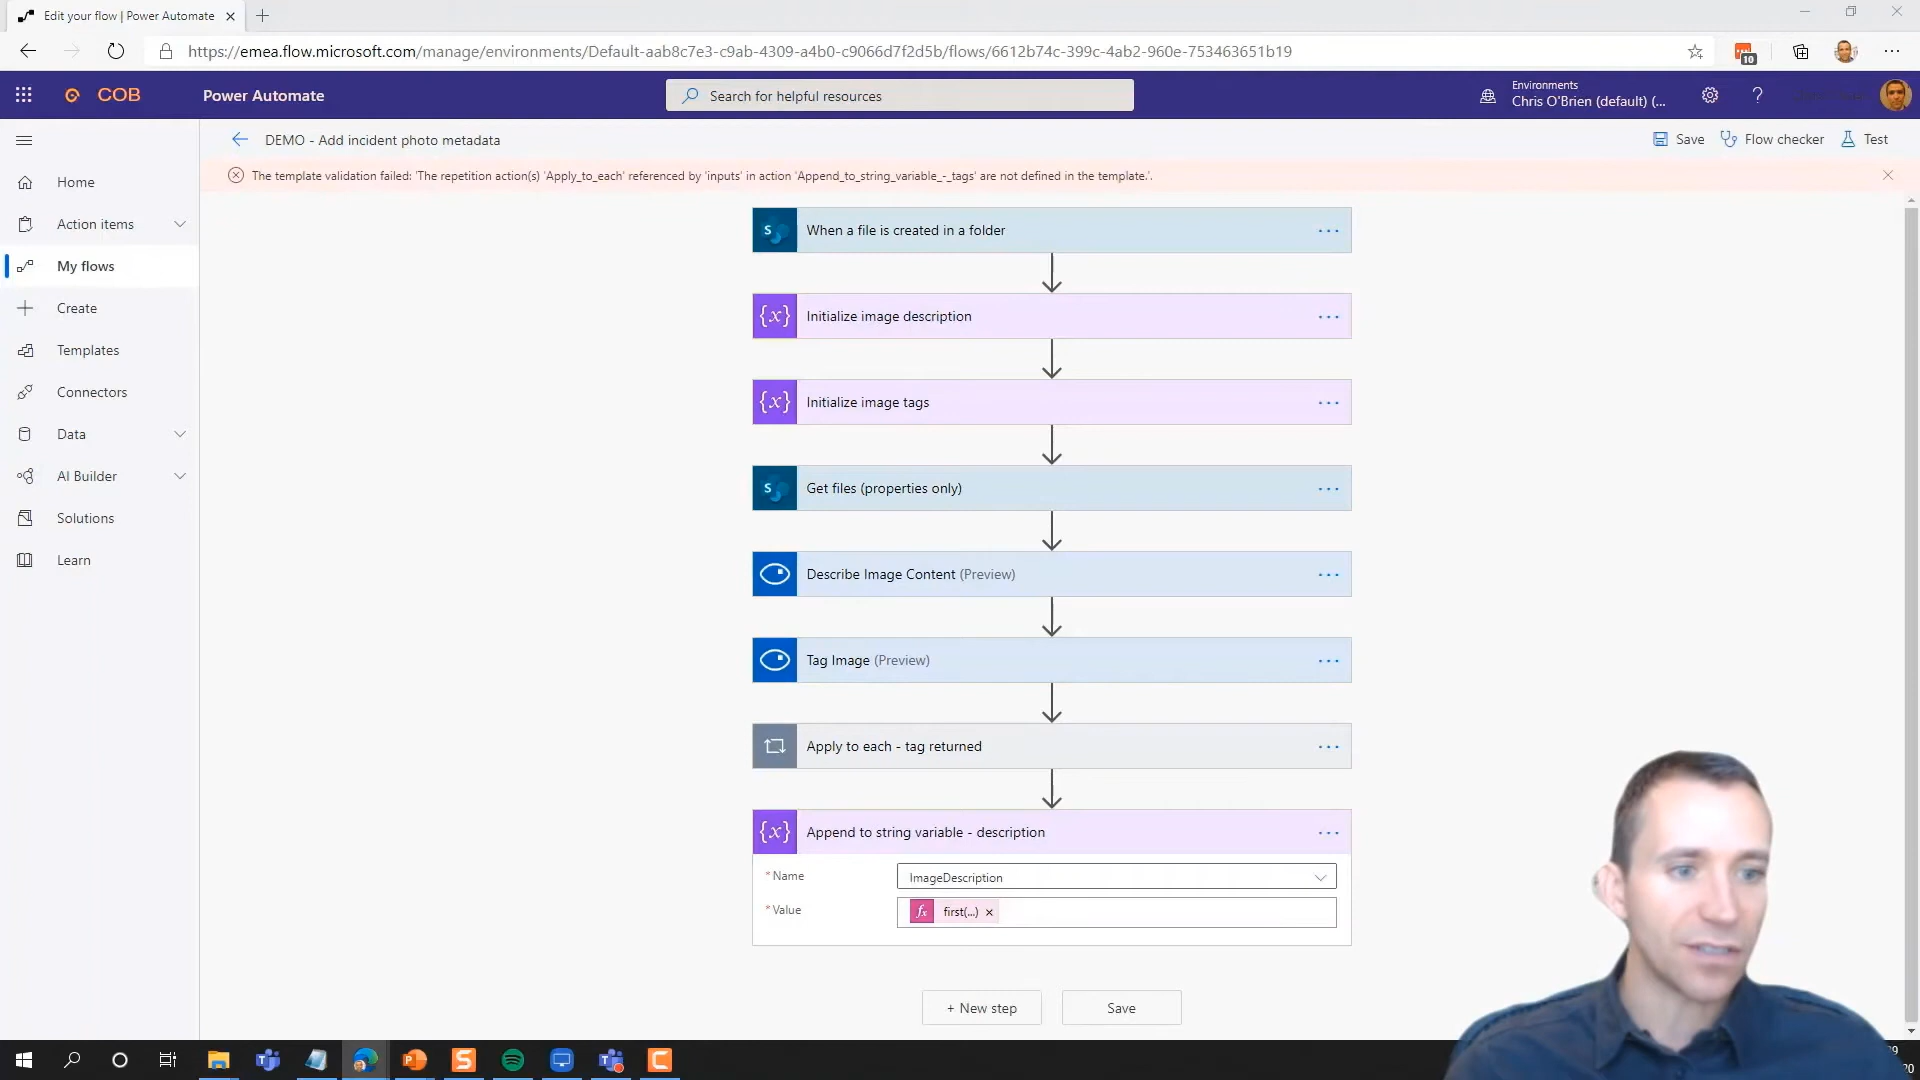 Edit your flow | Power Automate
https://emea.flow.microsoft.com/manage/environments/Default-aab8c7e3-c9ab-4309-a4b0-c9066d7f2d5b/flows/6612b74c-399c-4ab2-960e-753463651b19
10
COB
Power Automate
Search for helpful resources
Environments
Chris O'Brien (default) (...
?
DEMO - Add incident photo metadata
Save
Flow checker
Test
The template validation failed: 'The repetition action(s) 'Apply_to_each' referenced by 'inputs' in action 'Append_to_string_variable_-_tags' are not defined in the template.'.
Home
Action items
My flows
Create
Templates
Connectors
Data
AI Builder
Solutions
Learn
When a file is created in a folder
{x} Initialize image description
{x} Initialize image tags
Get files (properties only)
Describe Image Content (Preview)
Tag Image (Preview)
Apply to each - tag returned
{x} Append to string variable - description
* Name
ImageDescription
* Value
fx first(...) ×
+ New step
Save